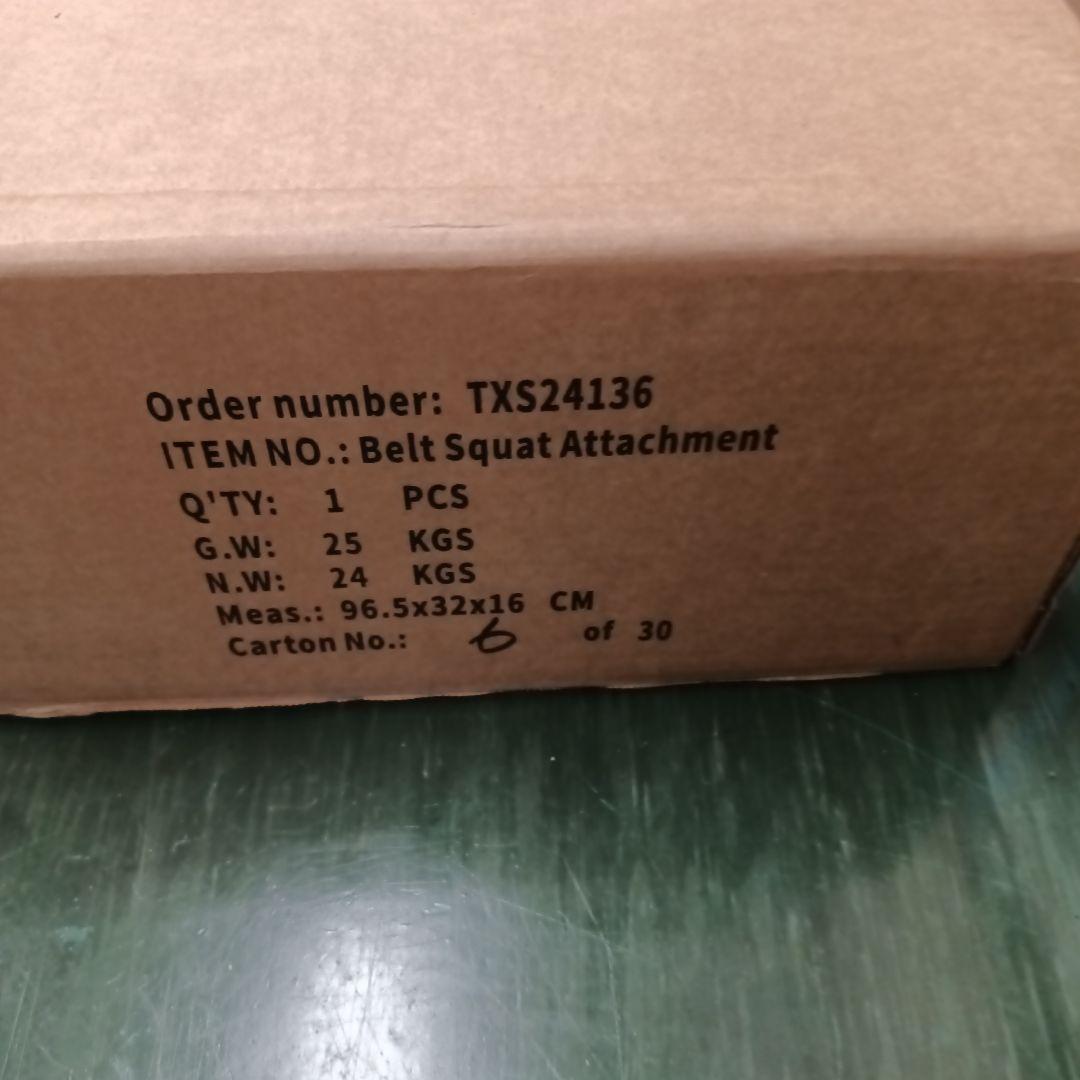 Order number: TXS24136
ITEM NO.: Belt Squat Attachment
Q'TY: 1 PCS
G.W: 25 KGS
N.W: 24 KGS
Meas.: 96.5x32x16 CM
Carton No.: 6 of 30